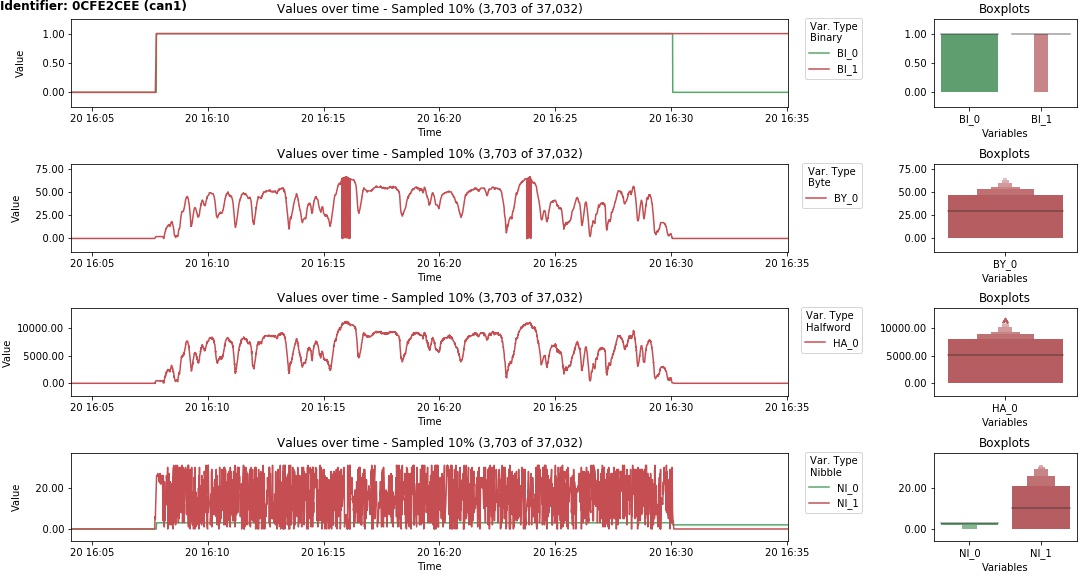 Identifier: 0CFE2CEE (can1)
Values over time - Sampled 10% (3,703 of 37,032)
Value
1.00
0.50
0.00
20 16:05 20 16:10 20 16:15 20 16:20 20 16:25 20 16:30 20 16:35
Time
Var. Type
Binary
BI_0
BI_1
Boxplots
1.00
0.50
0.00
BI_0 BI_1
Variables
Values over time - Sampled 10% (3,703 of 37,032)
Value
75.00
50.00
25.00
0.00
20 16:05 20 16:10 20 16:15 20 16:20 20 16:25 20 16:30 20 16:35
Time
Var. Type
Byte
BY_0
Boxplots
75.00
50.00
25.00
0.00
BY_0
Variables
Values over time - Sampled 10% (3,703 of 37,032)
Value
10000.00
5000.00
0.00
20 16:05 20 16:10 20 16:15 20 16:20 20 16:25 20 16:30 20 16:35
Time
Var. Type
Halfword
HA_0
Boxplots
10000.00
5000.00
0.00
HA_0
Variables
Values over time - Sampled 10% (3,703 of 37,032)
Value
20.00
0.00
20 16:05 20 16:10 20 16:15 20 16:20 20 16:25 20 16:30 20 16:35
Time
Var. Type
Nibble
NI_0
NI_1
Boxplots
20.00
0.00
NI_0 NI_1
Variables